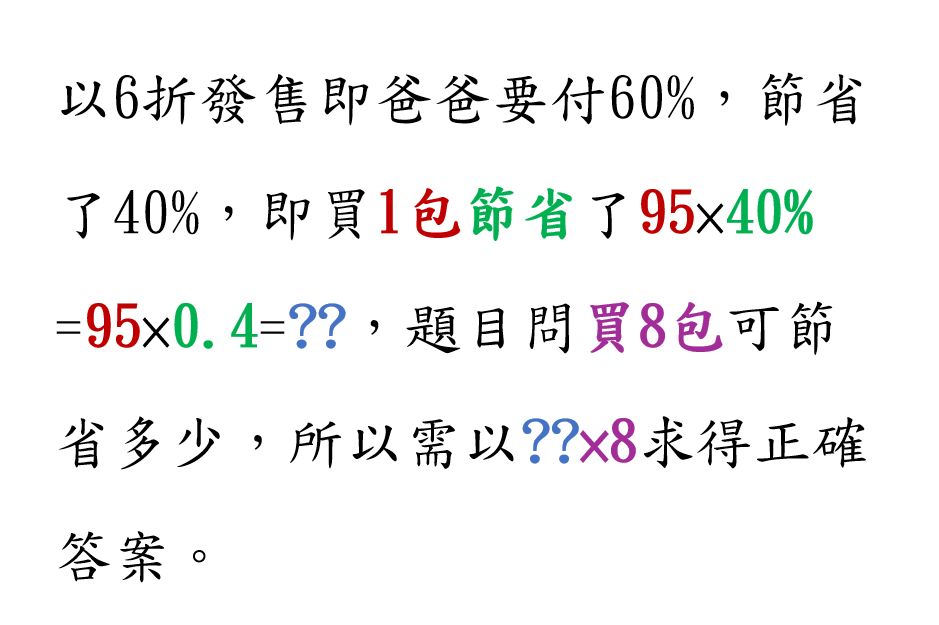 以6折發售即爸爸要付60%，節省
了40%，即買1包節省了95×40%
=95×0.4=??，題目問買8包可節
省多少，所以需以??×8求得正確
答案。